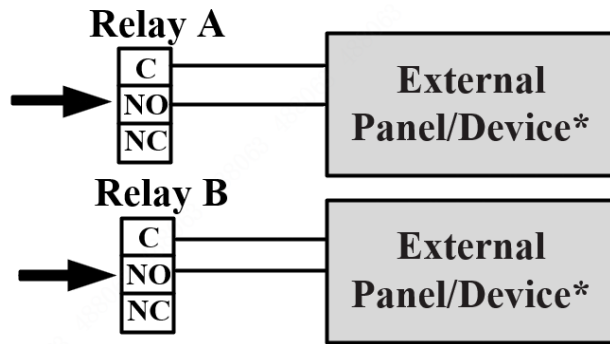 Relay A
C
NO
NC
External
Panel/Device*
Relay B
C
NO
NC
External
Panel/Device*